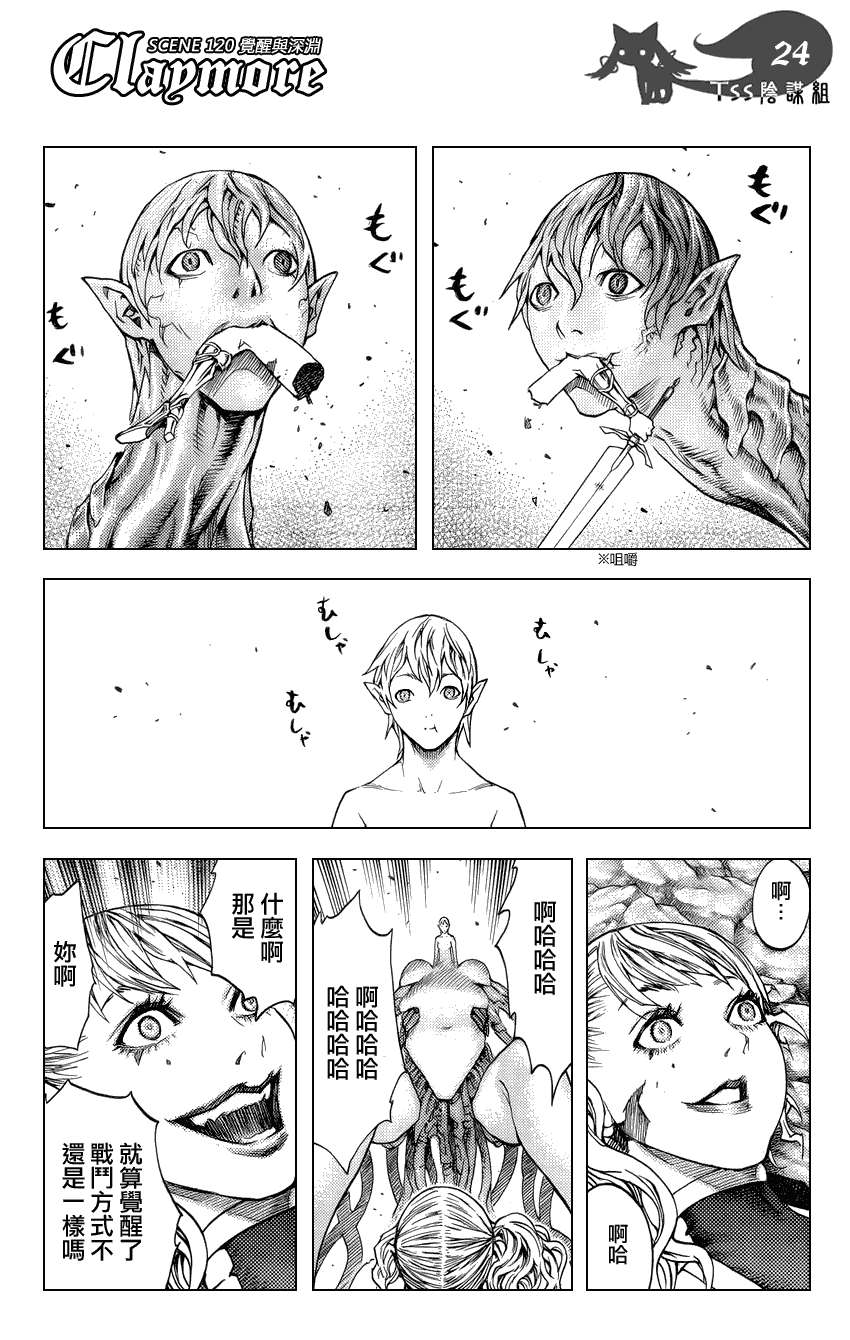 SCENE 120 覺醒與深淵
Claymore
24
Tss陰謀組
もぐ
もぐ
※咀嚼
もぐ
もぐ
むしゃ
むしゃ
むしゃ
啊…
啊哈
啊哈哈哈
啊哈哈哈
哈哈哈哈
什麼啊
那是
妳啊
就算覺醒了
戰鬥方式不
還是一樣嗎